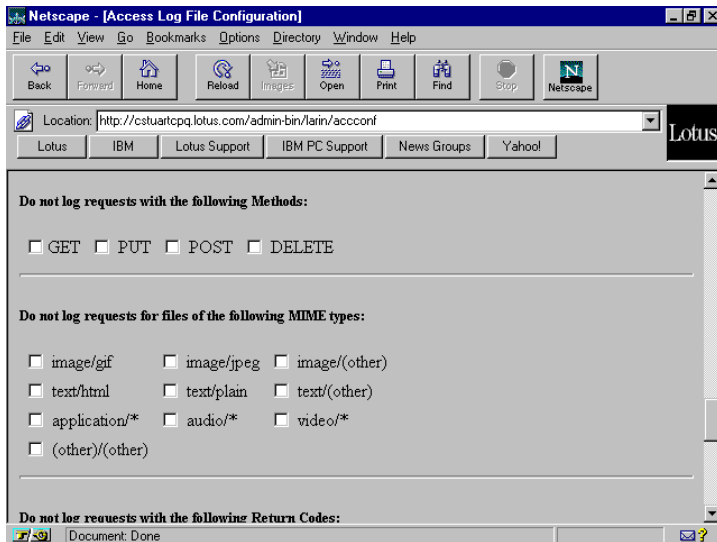 Netscape - [Access Log File Configuration]
File Edit View Go Bookmarks Options Directory Window Help
Back Forward Home Reload Images Open Print Find Stop Netscape
Location: http://cstuartcpq.lotus.com/admin-bin/larin/accconf
Lotus
Lotus IBM Lotus Support IBM PC Support News Groups Yahoo!
Do not log requests with the following Methods:
GET PUT POST DELETE
Do not log requests for files of the following MIME types:
image/gif image/jpeg image/(other)
text/html text/plain text/(other)
application/* audio/* video/*
(other)/(other)
Do not log requests with the following Return Codes:
Document: Done